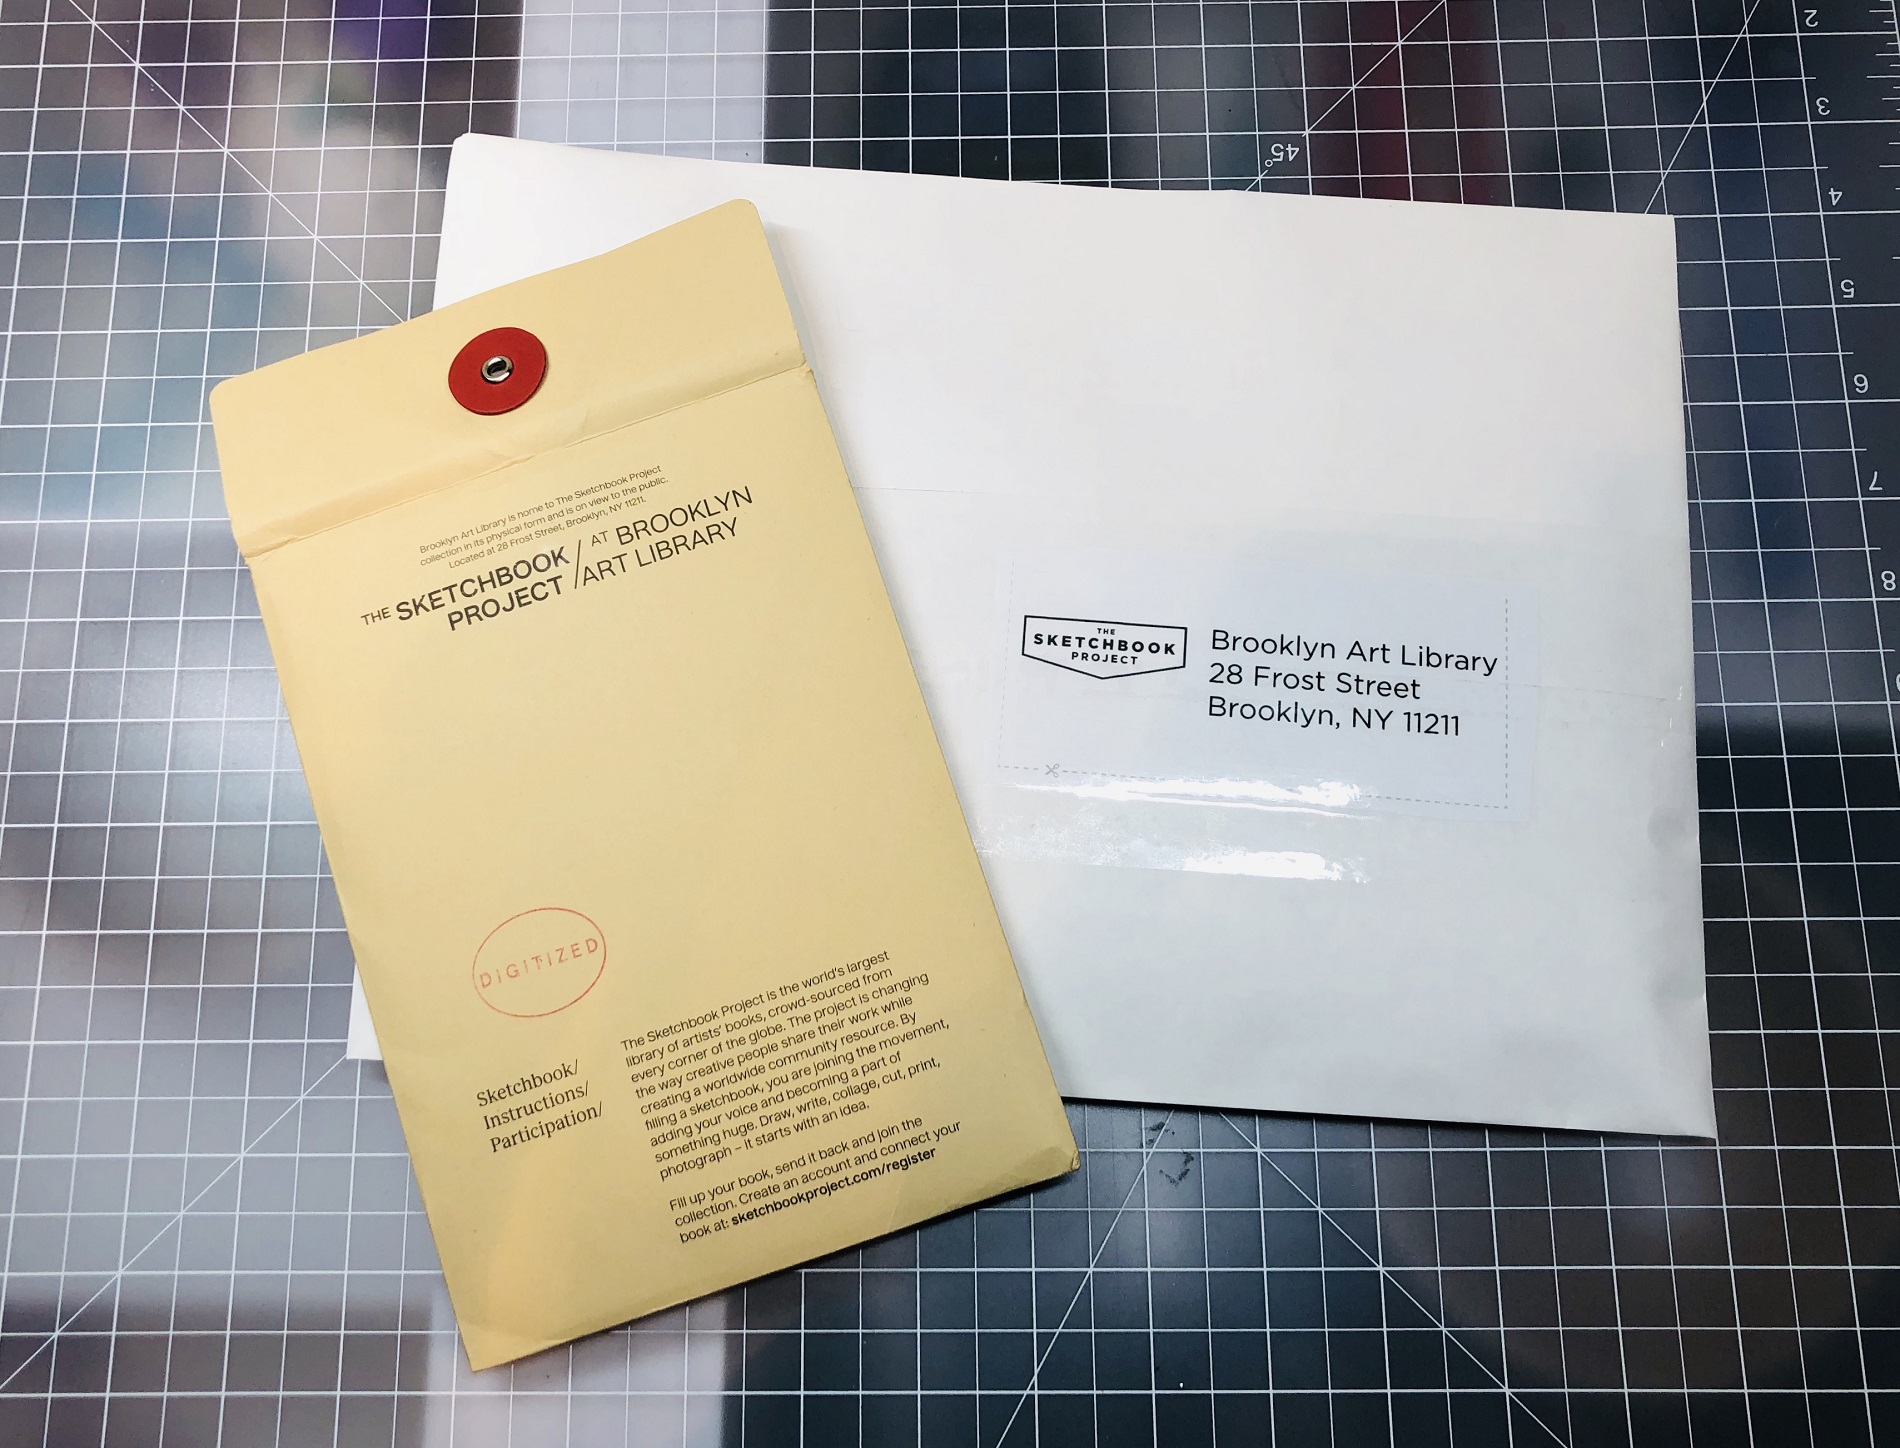 Brooklyn Art Library is home to The Sketchbook Project
collection in its physical form and is on view to the public.
Located at 28 Frost Street, Brooklyn, NY 11211.
THE SKETCHBOOK / AT BROOKLYN
PROJECT / ART LIBRARY
DIGITIZED
Sketchbook/
Instructions/
Participation/
The Sketchbook Project is the world's largest
library of artists' books, crowd-sourced from
every corner of the globe. The project is changing
the way creative people share their work while
creating a worldwide community resource. By
filling a sketchbook, you are joining the movement,
adding your voice and becoming a part of
something huge. Draw, write, collage, cut, print,
photograph – it starts with an idea.
Fill up your book, send it back and join the
collection. Create an account and connect your
book at: sketchbookproject.com/register
THE
SKETCHBOOK
PROJECT
Brooklyn Art Library
28 Frost Street
Brooklyn, NY 11211
45°
2
3
4
5
6
7
8